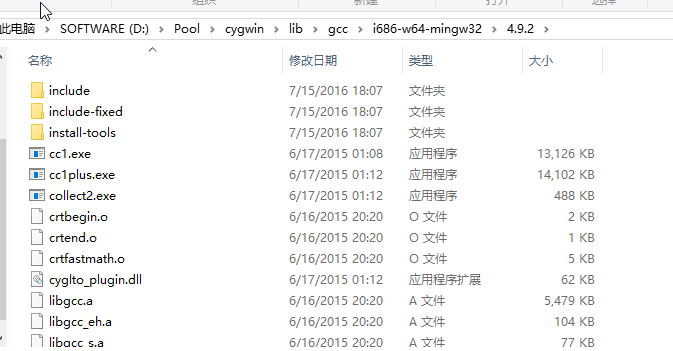 此电脑 > SOFTWARE (D:) > Pool > cygwin > lib > gcc > i686-w64-mingw32 > 4.9.2 >
名称 修改日期 类型 大小
include 7/15/2016 18:07 文件夹
include-fixed 7/15/2016 18:07 文件夹
install-tools 7/15/2016 18:07 文件夹
cc1.exe 6/17/2015 01:08 应用程序 13,126 KB
cc1plus.exe 6/17/2015 01:12 应用程序 14,102 KB
collect2.exe 6/17/2015 01:12 应用程序 488 KB
crtbegin.o 6/16/2015 20:20 O 文件 2 KB
crtend.o 6/16/2015 20:20 O 文件 1 KB
crtfastmath.o 6/16/2015 20:20 O 文件 5 KB
cyglto_plugin.dll 6/17/2015 01:12 应用程序扩展 62 KB
libgcc.a 6/16/2015 20:20 A 文件 5,479 KB
libgcc_eh.a 6/16/2015 20:20 A 文件 104 KB
libgcc_s.a 6/16/2015 20:20 A 文件 77 KB